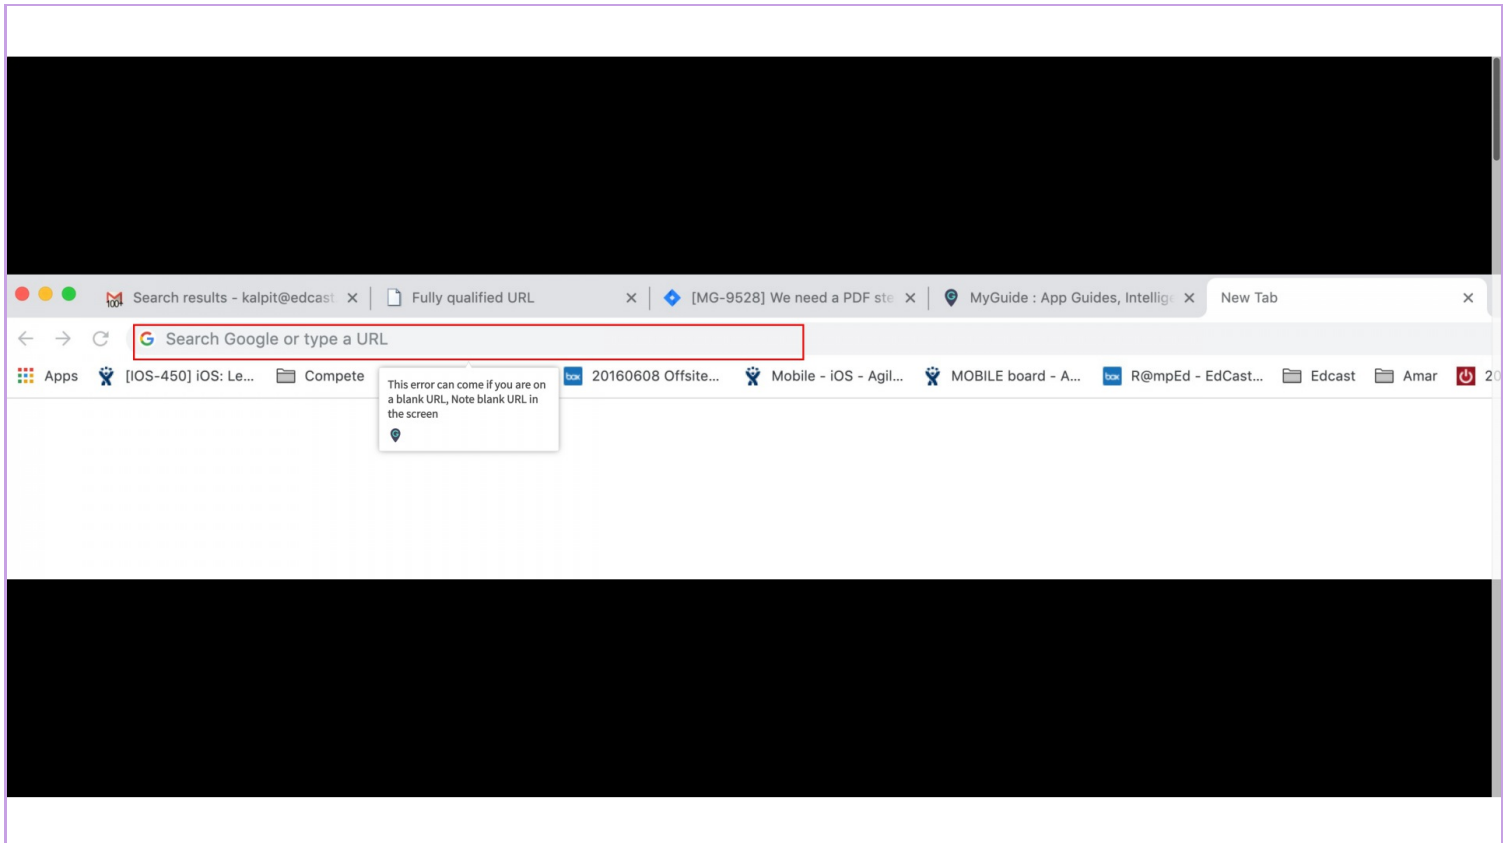 Search results - kalpit@edcast
Fully qualified URL
[MG-9528] We need a PDF ste
MyGuide : App Guides, Intellig
New Tab
Search Google or type a URL
Apps
[IOS-450] iOS: Le...
Compete
20160608 Offsite...
Mobile - iOS - Agil...
MOBILE board - A...
R@mpEd - EdCast...
Edcast
Amar
20
This error can come if you are on
a blank URL, Note blank URL in
the screen